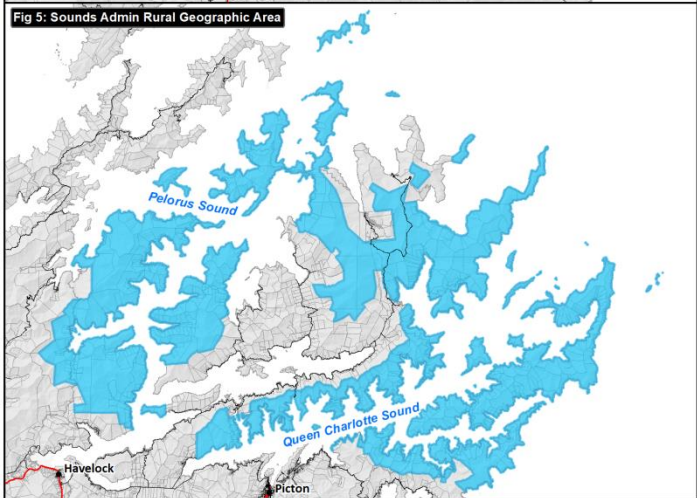 Fig 5: Sounds Admin Rural Geographic Area
Pelorus Sound
Queen Charlotte Sound
Havelock
Picton